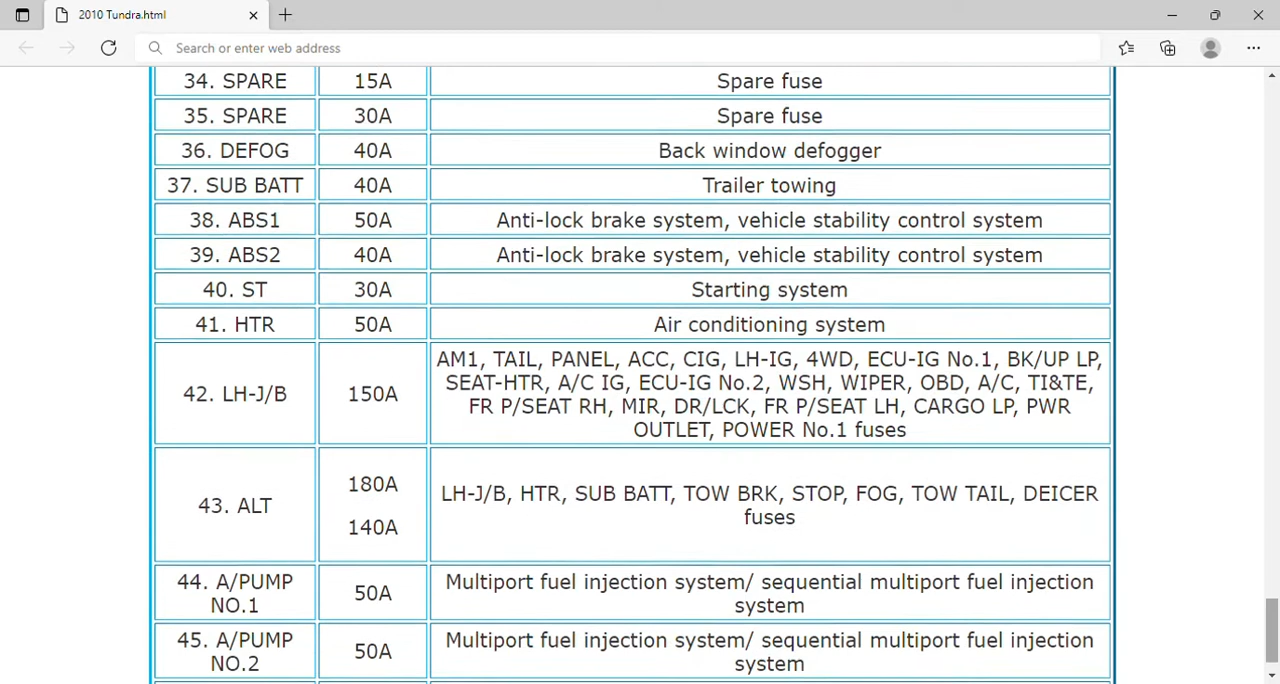 2010 Tundra.html
Search or enter web address
34. SPARE 15A Spare fuse
35. SPARE 30A Spare fuse
36. DEFOG 40A Back window defogger
37. SUB BATT 40A Trailer towing
38. ABS1 50A Anti-lock brake system, vehicle stability control system
39. ABS2 40A Anti-lock brake system, vehicle stability control system
40. ST 30A Starting system
41. HTR 50A Air conditioning system
42. LH-J/B 150A
AM1, TAIL, PANEL, ACC, CIG, LH-IG, 4WD, ECU-IG No.1, BK/UP LP,
SEAT-HTR, A/C IG, ECU-IG No.2, WSH, WIPER, OBD, A/C, TI&TE,
FR P/SEAT RH, MIR, DR/LCK, FR P/SEAT LH, CARGO LP, PWR
OUTLET, POWER No.1 fuses
43. ALT
180A
140A
LH-J/B, HTR, SUB BATT, TOW BRK, STOP, FOG, TOW TAIL, DEICER
fuses
44. A/PUMP
NO.1
50A
Multiport fuel injection system/ sequential multiport fuel injection
system
45. A/PUMP
NO.2
50A
Multiport fuel injection system/ sequential multiport fuel injection
system